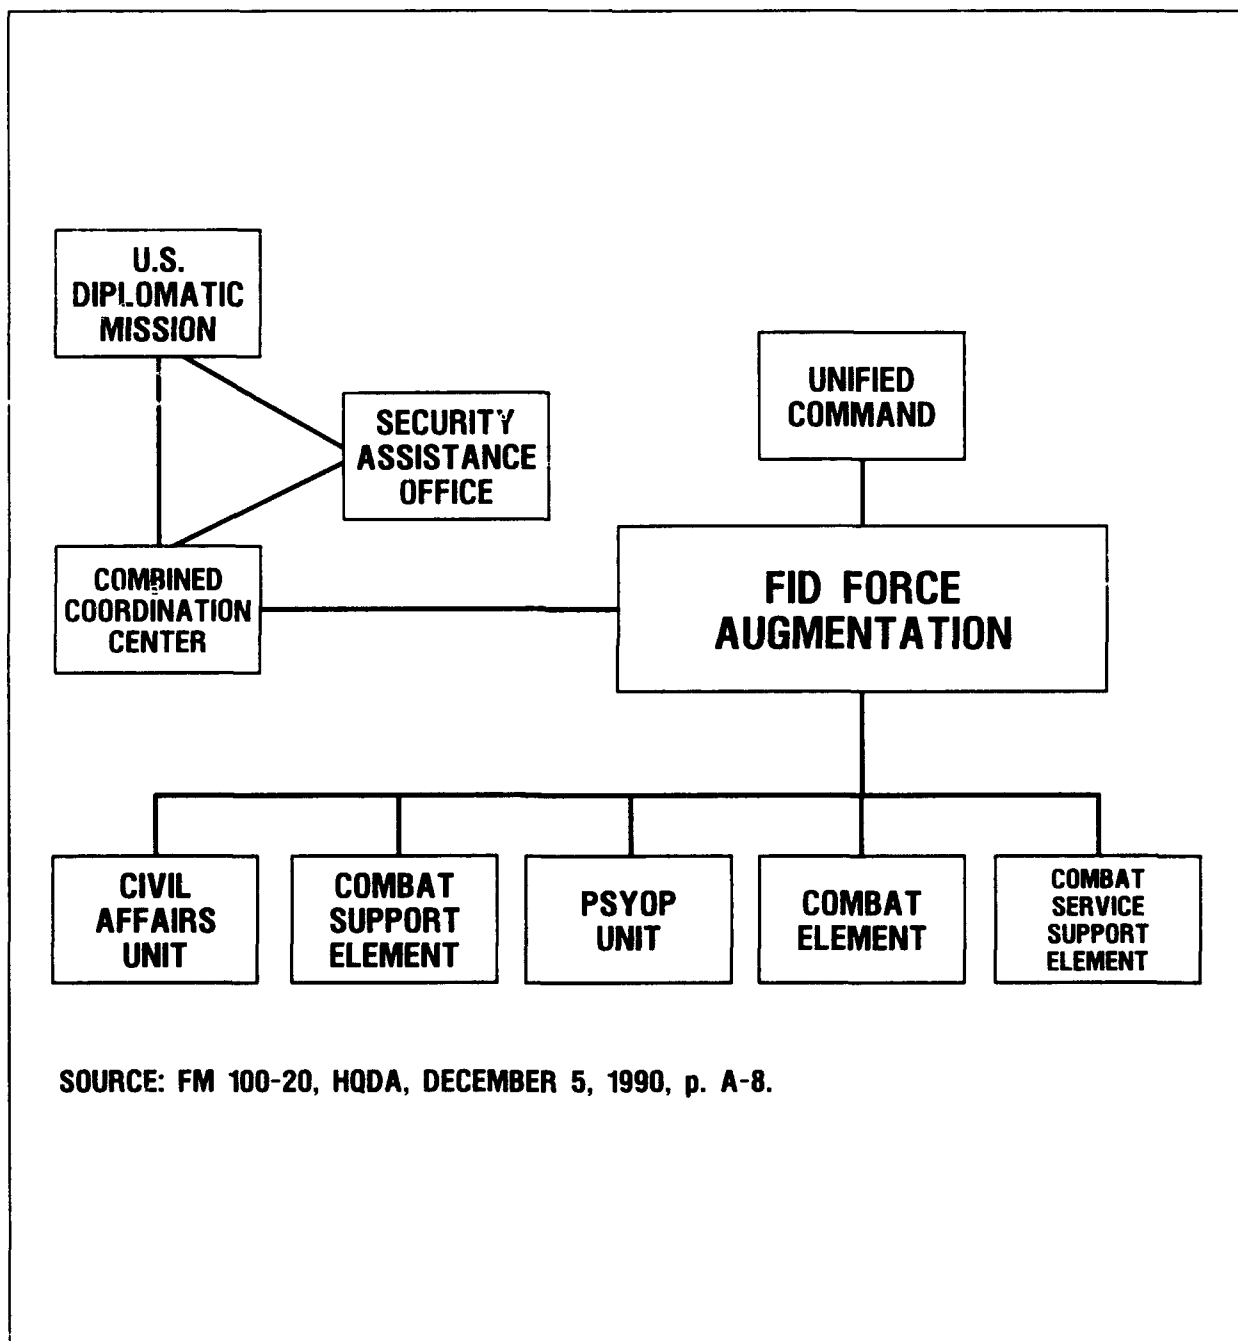 U.S.
DIPLOMATIC
MISSION
SECURITY
ASSISTANCE
OFFICE
UNIFIED
COMMAND
COMBINED
COORDINATION
CENTER
FID FORCE
AUGMENTATION
CIVIL
AFFAIRS
UNIT
COMBAT
SUPPORT
ELEMENT
PSYOP
UNIT
COMBAT
ELEMENT
COMBAT
SERVICE
SUPPORT
ELEMENT
SOURCE: FM 100-20, HQDA, DECEMBER 5, 1990, p. A-8.